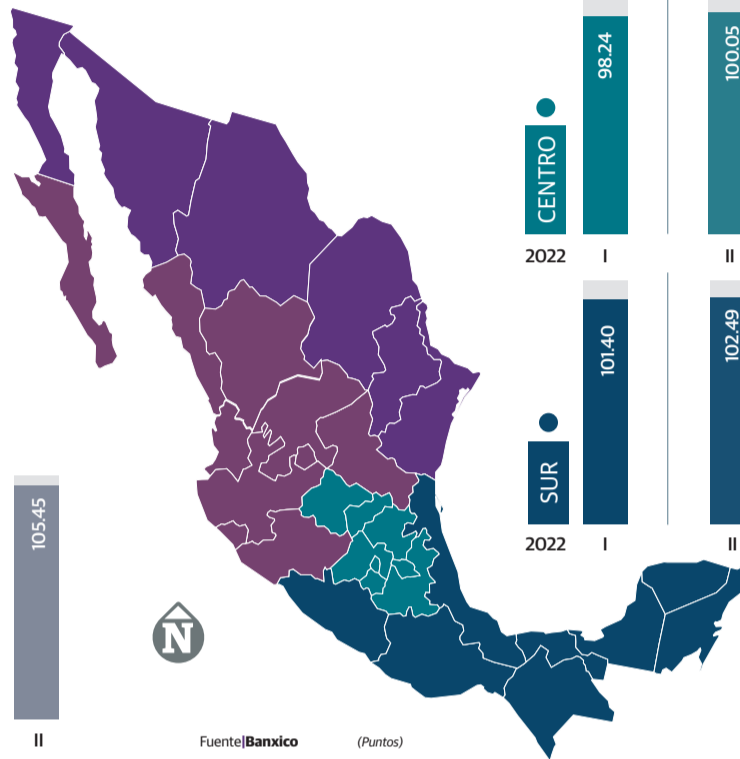 98.24
100.05
CENTRO
2022 I II
101.40
102.49
SUR
2022 I II
105.45
II
N
Fuente|Banxico (Puntos)